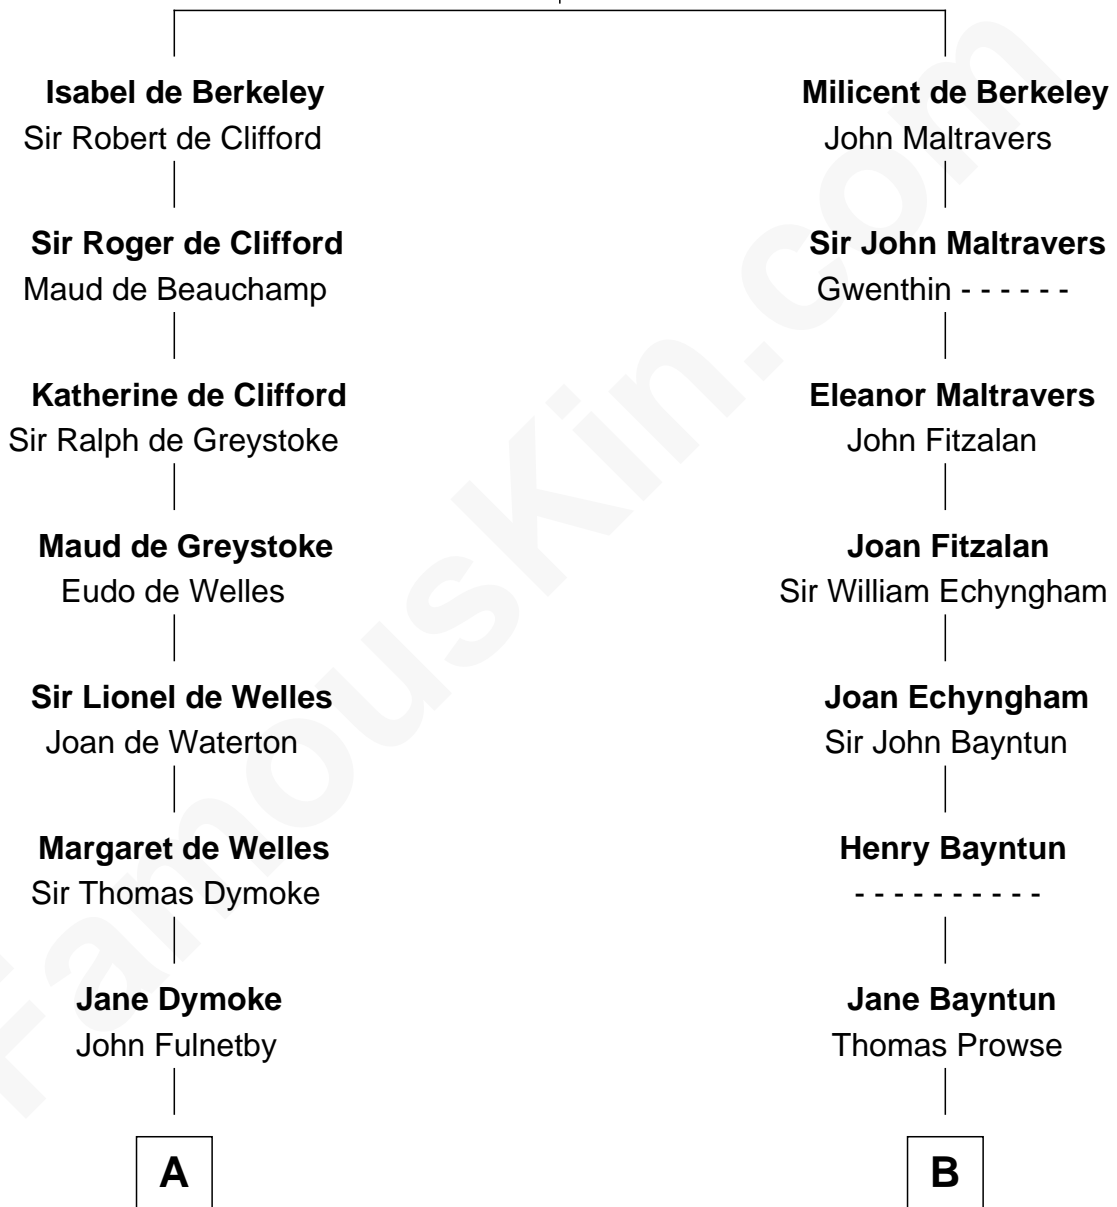 Isabel de Berkeley
Sir Robert de Clifford
Milicent de Berkeley
John Maltravers
Sir Roger de Clifford
Maud de Beauchamp
Sir John Maltravers
Gwenthin - - - - - -
Katherine de Clifford
Sir Ralph de Greystoke
Eleanor Maltravers
John Fitzalan
Maud de Greystoke
Eudo de Welles
Joan Fitzalan
Sir William Echyngham
Sir Lionel de Welles
Joan de Waterton
Joan Echyngham
Sir John Bayntun
Margaret de Welles
Sir Thomas Dymoke
Henry Bayntun
- - - - - - - - - -
Jane Dymoke
John Fulnetby
Jane Bayntun
Thomas Prowse
A
B
FamousKin.com